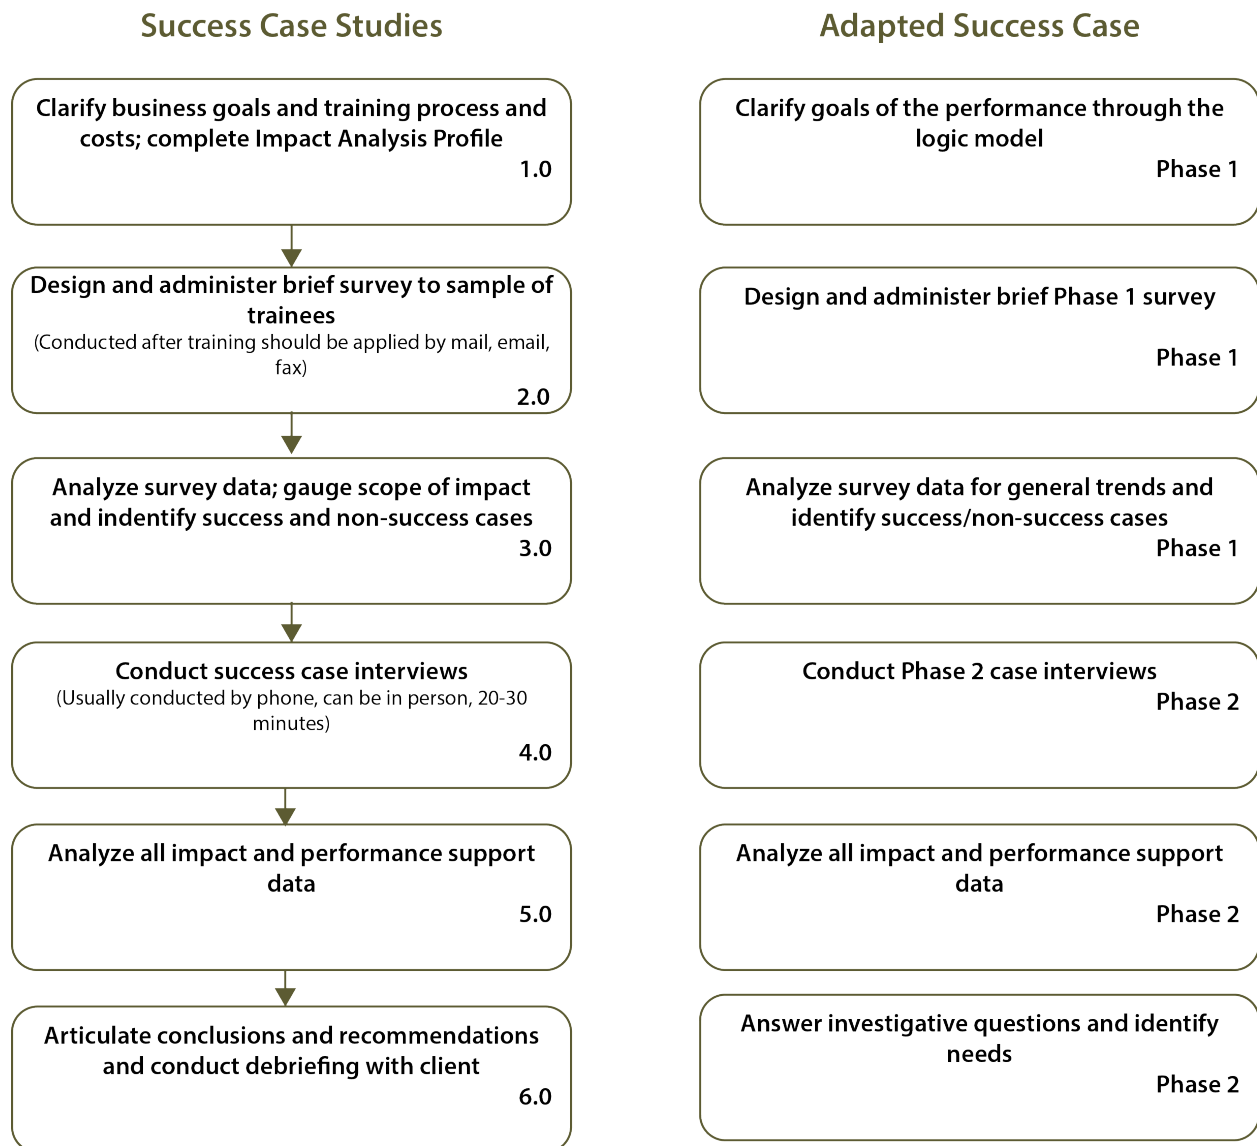 Success Case Studies
Clarify business goals and training process and
costs; complete Impact Analysis Profile
1.0
Design and administer brief survey to sample of
trainees
(Conducted after training should be applied by mail, email,
fax)
2.0
Analyze survey data; gauge scope of impact
and indentify success and non-success cases
3.0
Conduct success case interviews
(Usually conducted by phone, can be in person, 20-30
minutes)
4.0
Analyze all impact and performance support
data
5.0
Articulate conclusions and recommendations
and conduct debriefing with client
6.0
Adapted Success Case
Clarify goals of the performance through the
logic model
Phase 1
Design and administer brief Phase 1 survey
Phase 1
Analyze survey data for general trends and
identify success/non-success cases
Phase 1
Conduct Phase 2 case interviews
Phase 2
Analyze all impact and performance support
data
Phase 2
Answer investigative questions and identify
needs
Phase 2